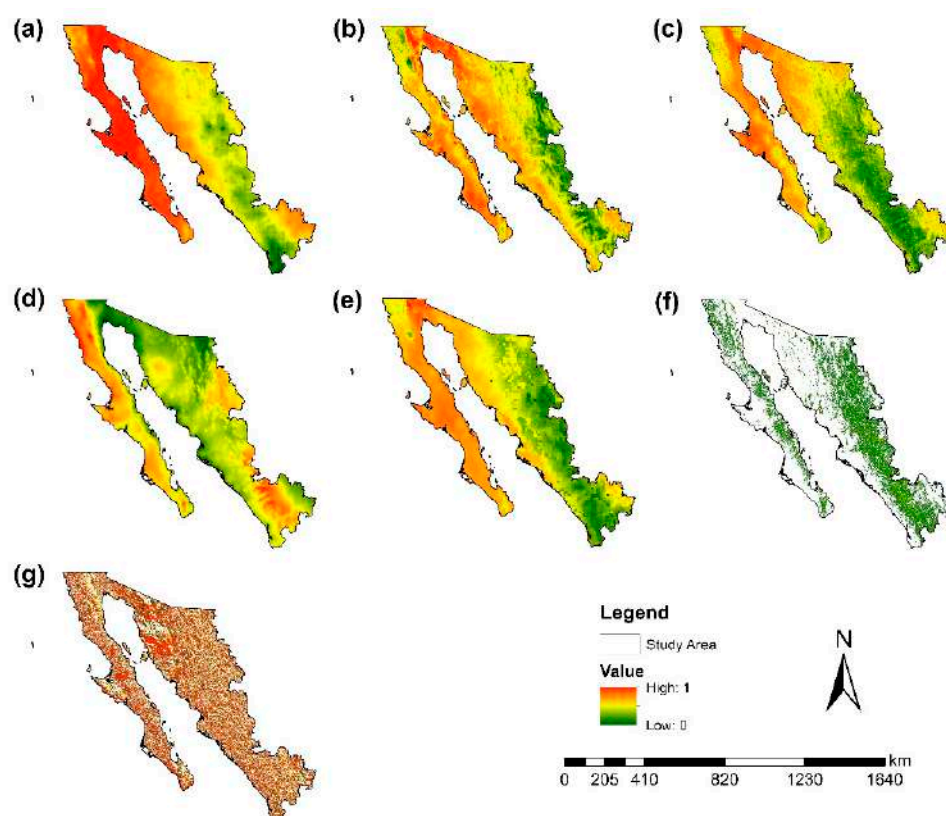 (a)
(b)
(c)
(d)
(e)
(f)
(g)
Legend
Study Area
Value
High: 1
Low: 0
N
km
0 205 410 820 1230 1640